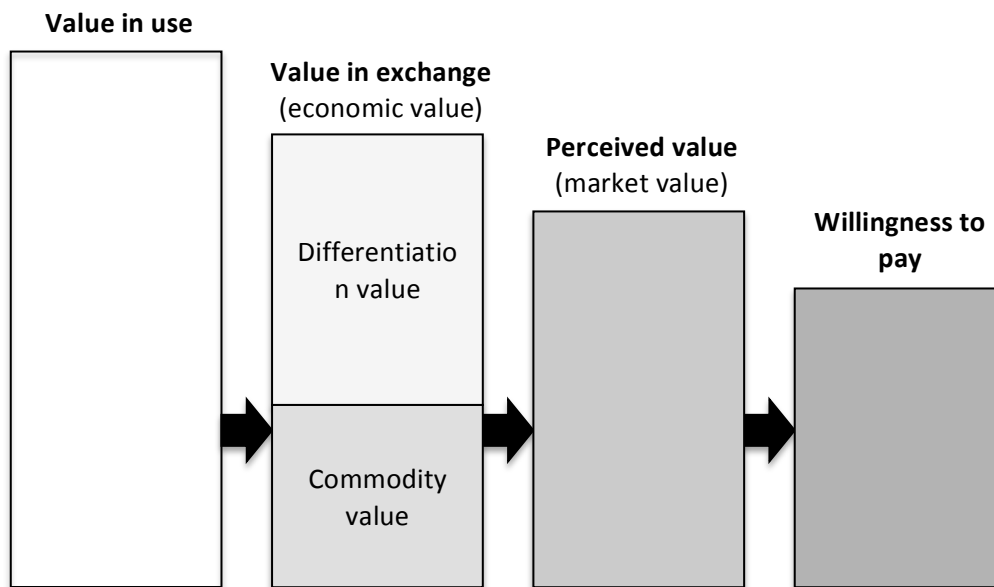 Value in use
Value in exchange
(economic value)
Differentiatio
n value
Commodity
value
Perceived value
(market value)
Willingness to
pay